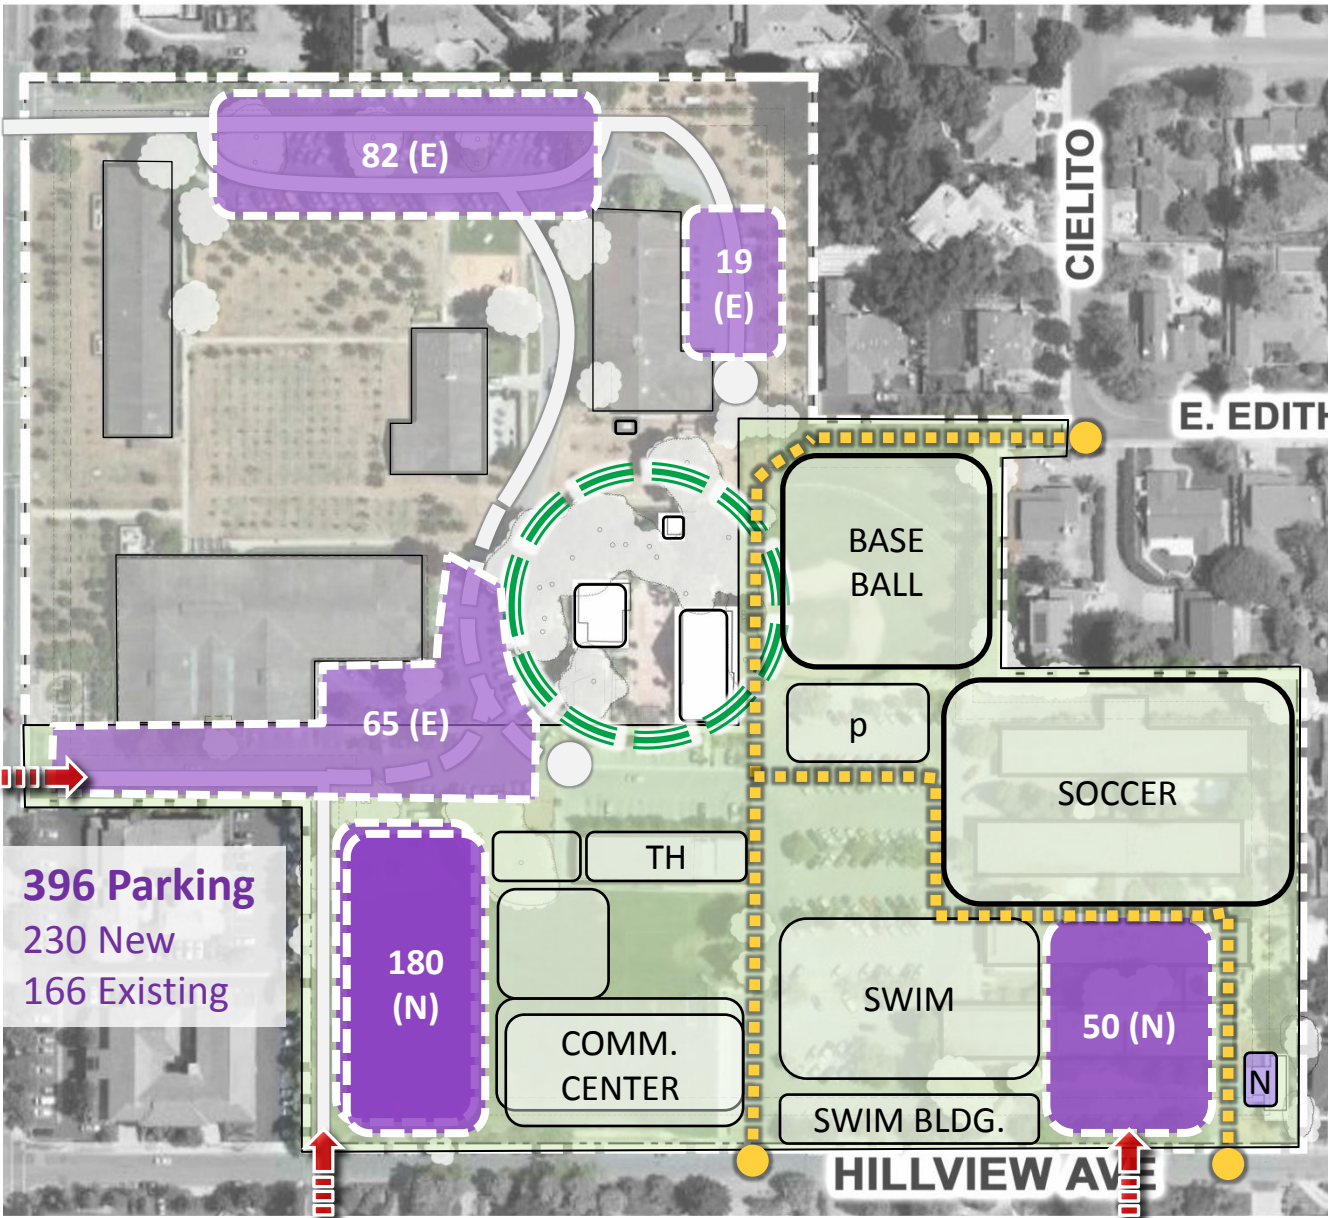 82 (E)
19
(E)
CIELITO
E. EDITH
BASE
BALL
p
65 (E)
SOCCER
TH
396 Parking
230 New
166 Existing
180
(N)
SWIM
50 (N)
COMM.
CENTER
N
SWIM BLDG.
HILLVIEW AVE